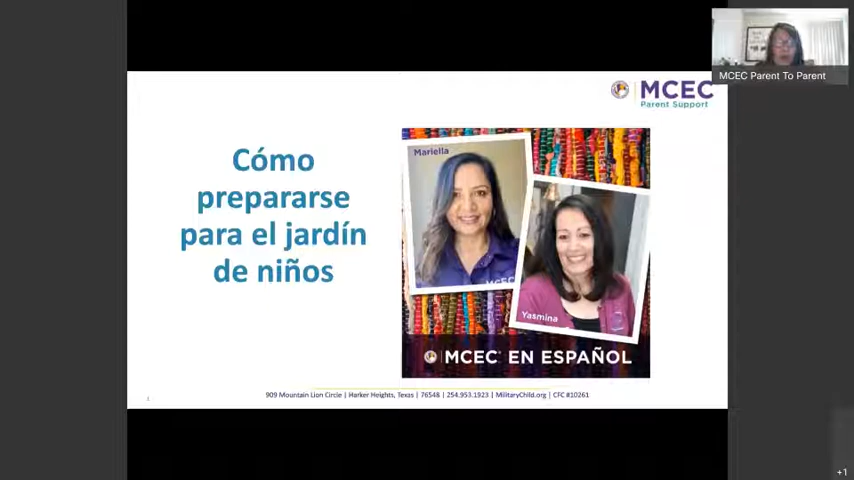 MCEC Parent To Parent
MCEC
Parent Support
Cómo
prepararse
para el jardín
de niños
Mariella
MCEC
Yasmina
MCEC EN ESPAÑOL
909 Mountain Lion Circle | Harker Heights, Texas | 76548 | 254.953.1923 | MilitaryChild.org | CFC #10261
+1